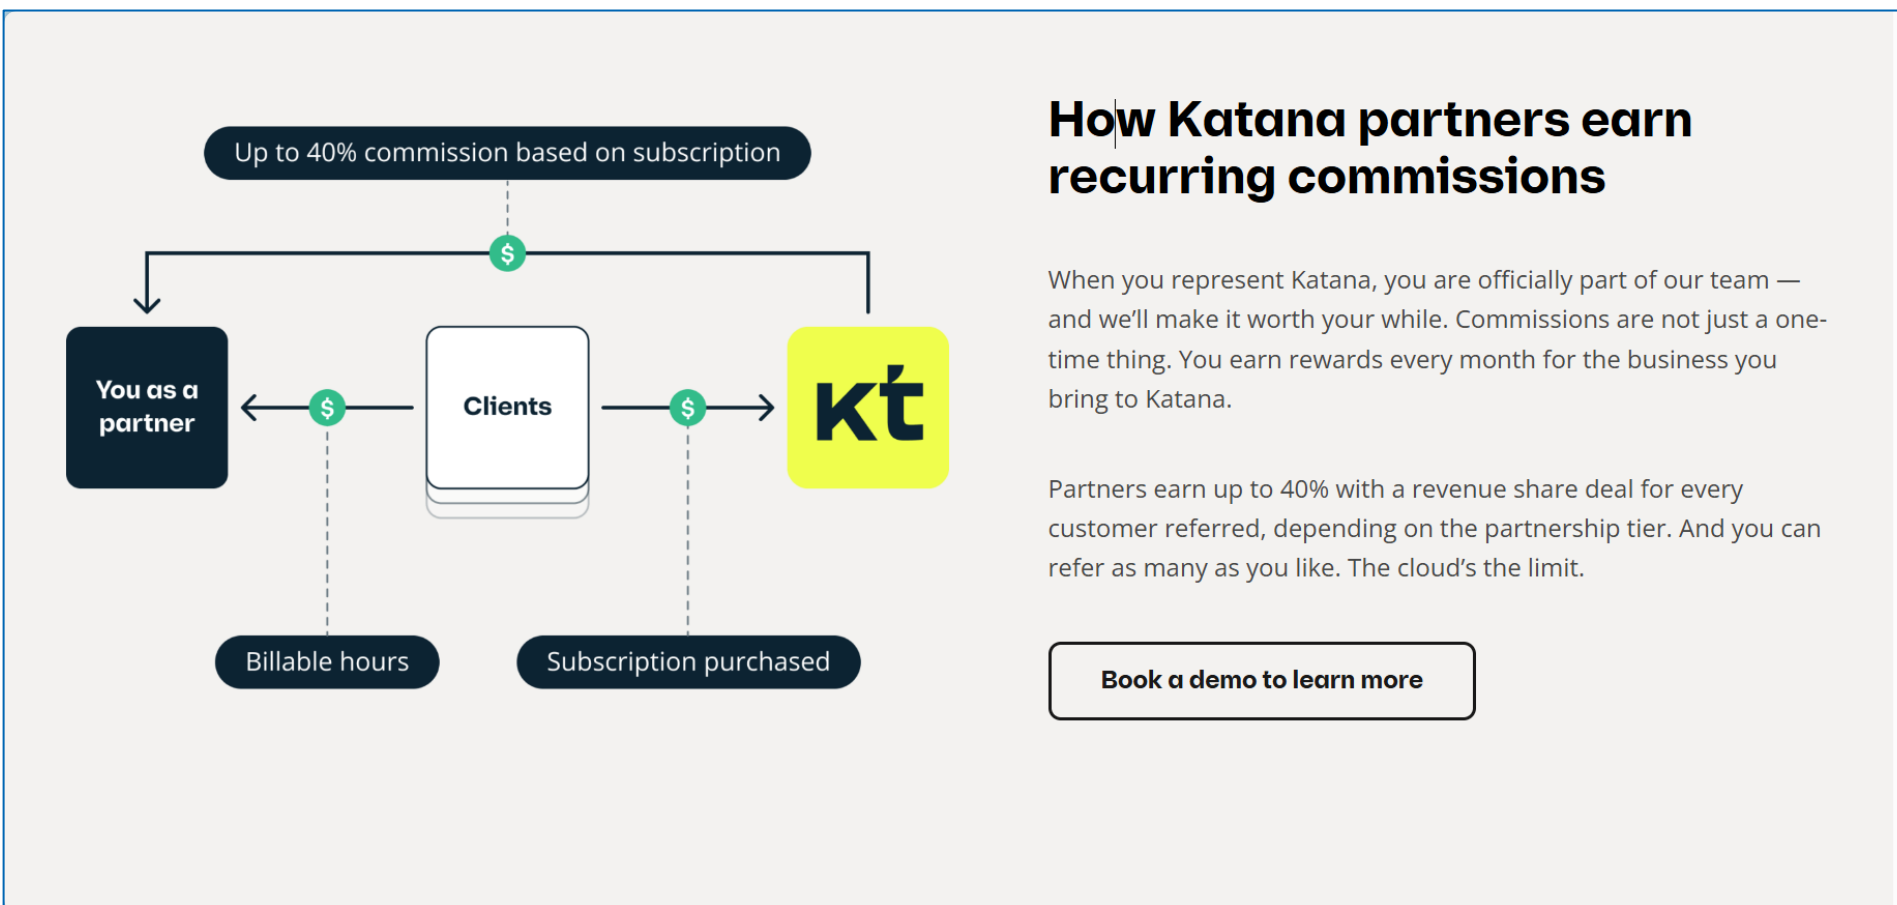 Up to 40% commission based on subscription
$
You as a
partner
$
Clients
$
kt
Billable hours
Subscription purchased
How Katana partners earn
recurring commissions
When you represent Katana, you are officially part of our team —
and we’ll make it worth your while. Commissions are not just a one-
time thing. You earn rewards every month for the business you
bring to Katana.
Partners earn up to 40% with a revenue share deal for every
customer referred, depending on the partnership tier. And you can
refer as many as you like. The cloud’s the limit.
Book a demo to learn more